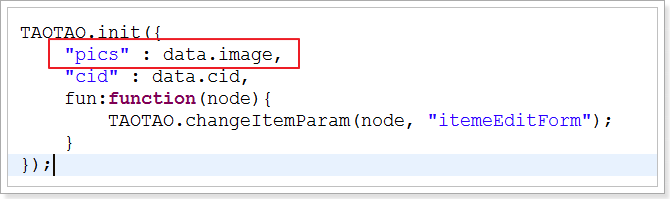 TAOTAO.init({
"pics" : data.image,
"cid" : data.cid,
fun:function(node){
TAOTAO.changeItemParam(node, "itemeEditForm");
}
});